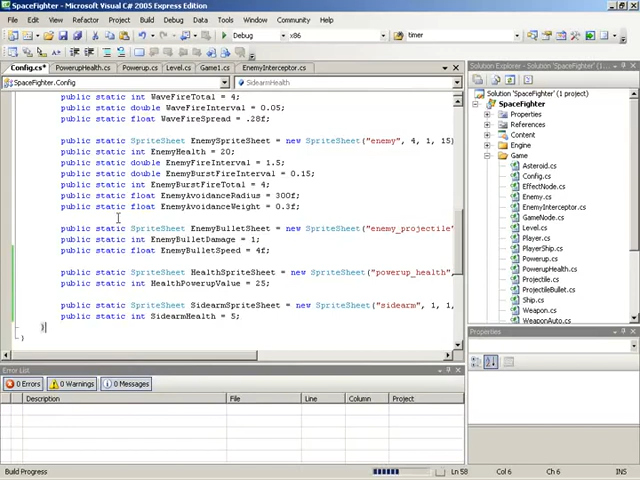 SpaceFighter - Microsoft Visual C# 2005 Express Edition
File Edit View Refactor Project Build Debug Data Tools Window Community Help
Debug x86 timer
Config.cs* PowerupHealth.cs Powerup.cs Level.cs Game1.cs EnemyInterceptor.cs
SpaceFighter.Config SidearmHealth
public static int WaveFireTotal = 4;
public static double WaveFireInterval = 0.05;
public static float WaveFireSpread = .28f;
public static SpriteSheet EnemySpriteSheet = new SpriteSheet("enemy", 4, 1, 15)
public static int EnemyHealth = 20;
public static double EnemyFireInterval = 1.5;
public static double EnemyBurstFireInterval = 0.15;
public static int EnemyBurstFireTotal = 4;
public static float EnemyAvoidanceRadius = 300f;
public static float EnemyAvoidanceWeight = 0.3f;
public static SpriteSheet EnemyBulletSheet = new SpriteSheet("enemy_projectile"
public static int EnemyBulletDamage = 1;
public static float EnemyBulletSpeed = 4f;
public static SpriteSheet HealthSpriteSheet = new SpriteSheet("powerup_health",
public static int HealthPowerupValue = 25;
public static SpriteSheet SidearmSpriteSheet = new SpriteSheet("sidearm", 1, 1,
public static int SidearmHealth = 5;
}
}
Solution Explorer - Solution 'SpaceF...
Solution 'SpaceFighter' (1 project)
SpaceFighter
Properties
References
Content
Engine
Game
Asteroid.cs
Config.cs
EffectNode.cs
Enemy.cs
EnemyInterceptor.cs
GameNode.cs
Level.cs
Player.cs
PlayerShip.cs
Powerup.cs
PowerupHealth.cs
ProjectileBullet.cs
Ship.cs
Weapon.cs
WeaponAuto.cs
Properties
Error List
0 Errors 0 Warnings 0 Messages
Description File Line Column Project
Build Progress Ln 58 Col 6 Ch 6 INS